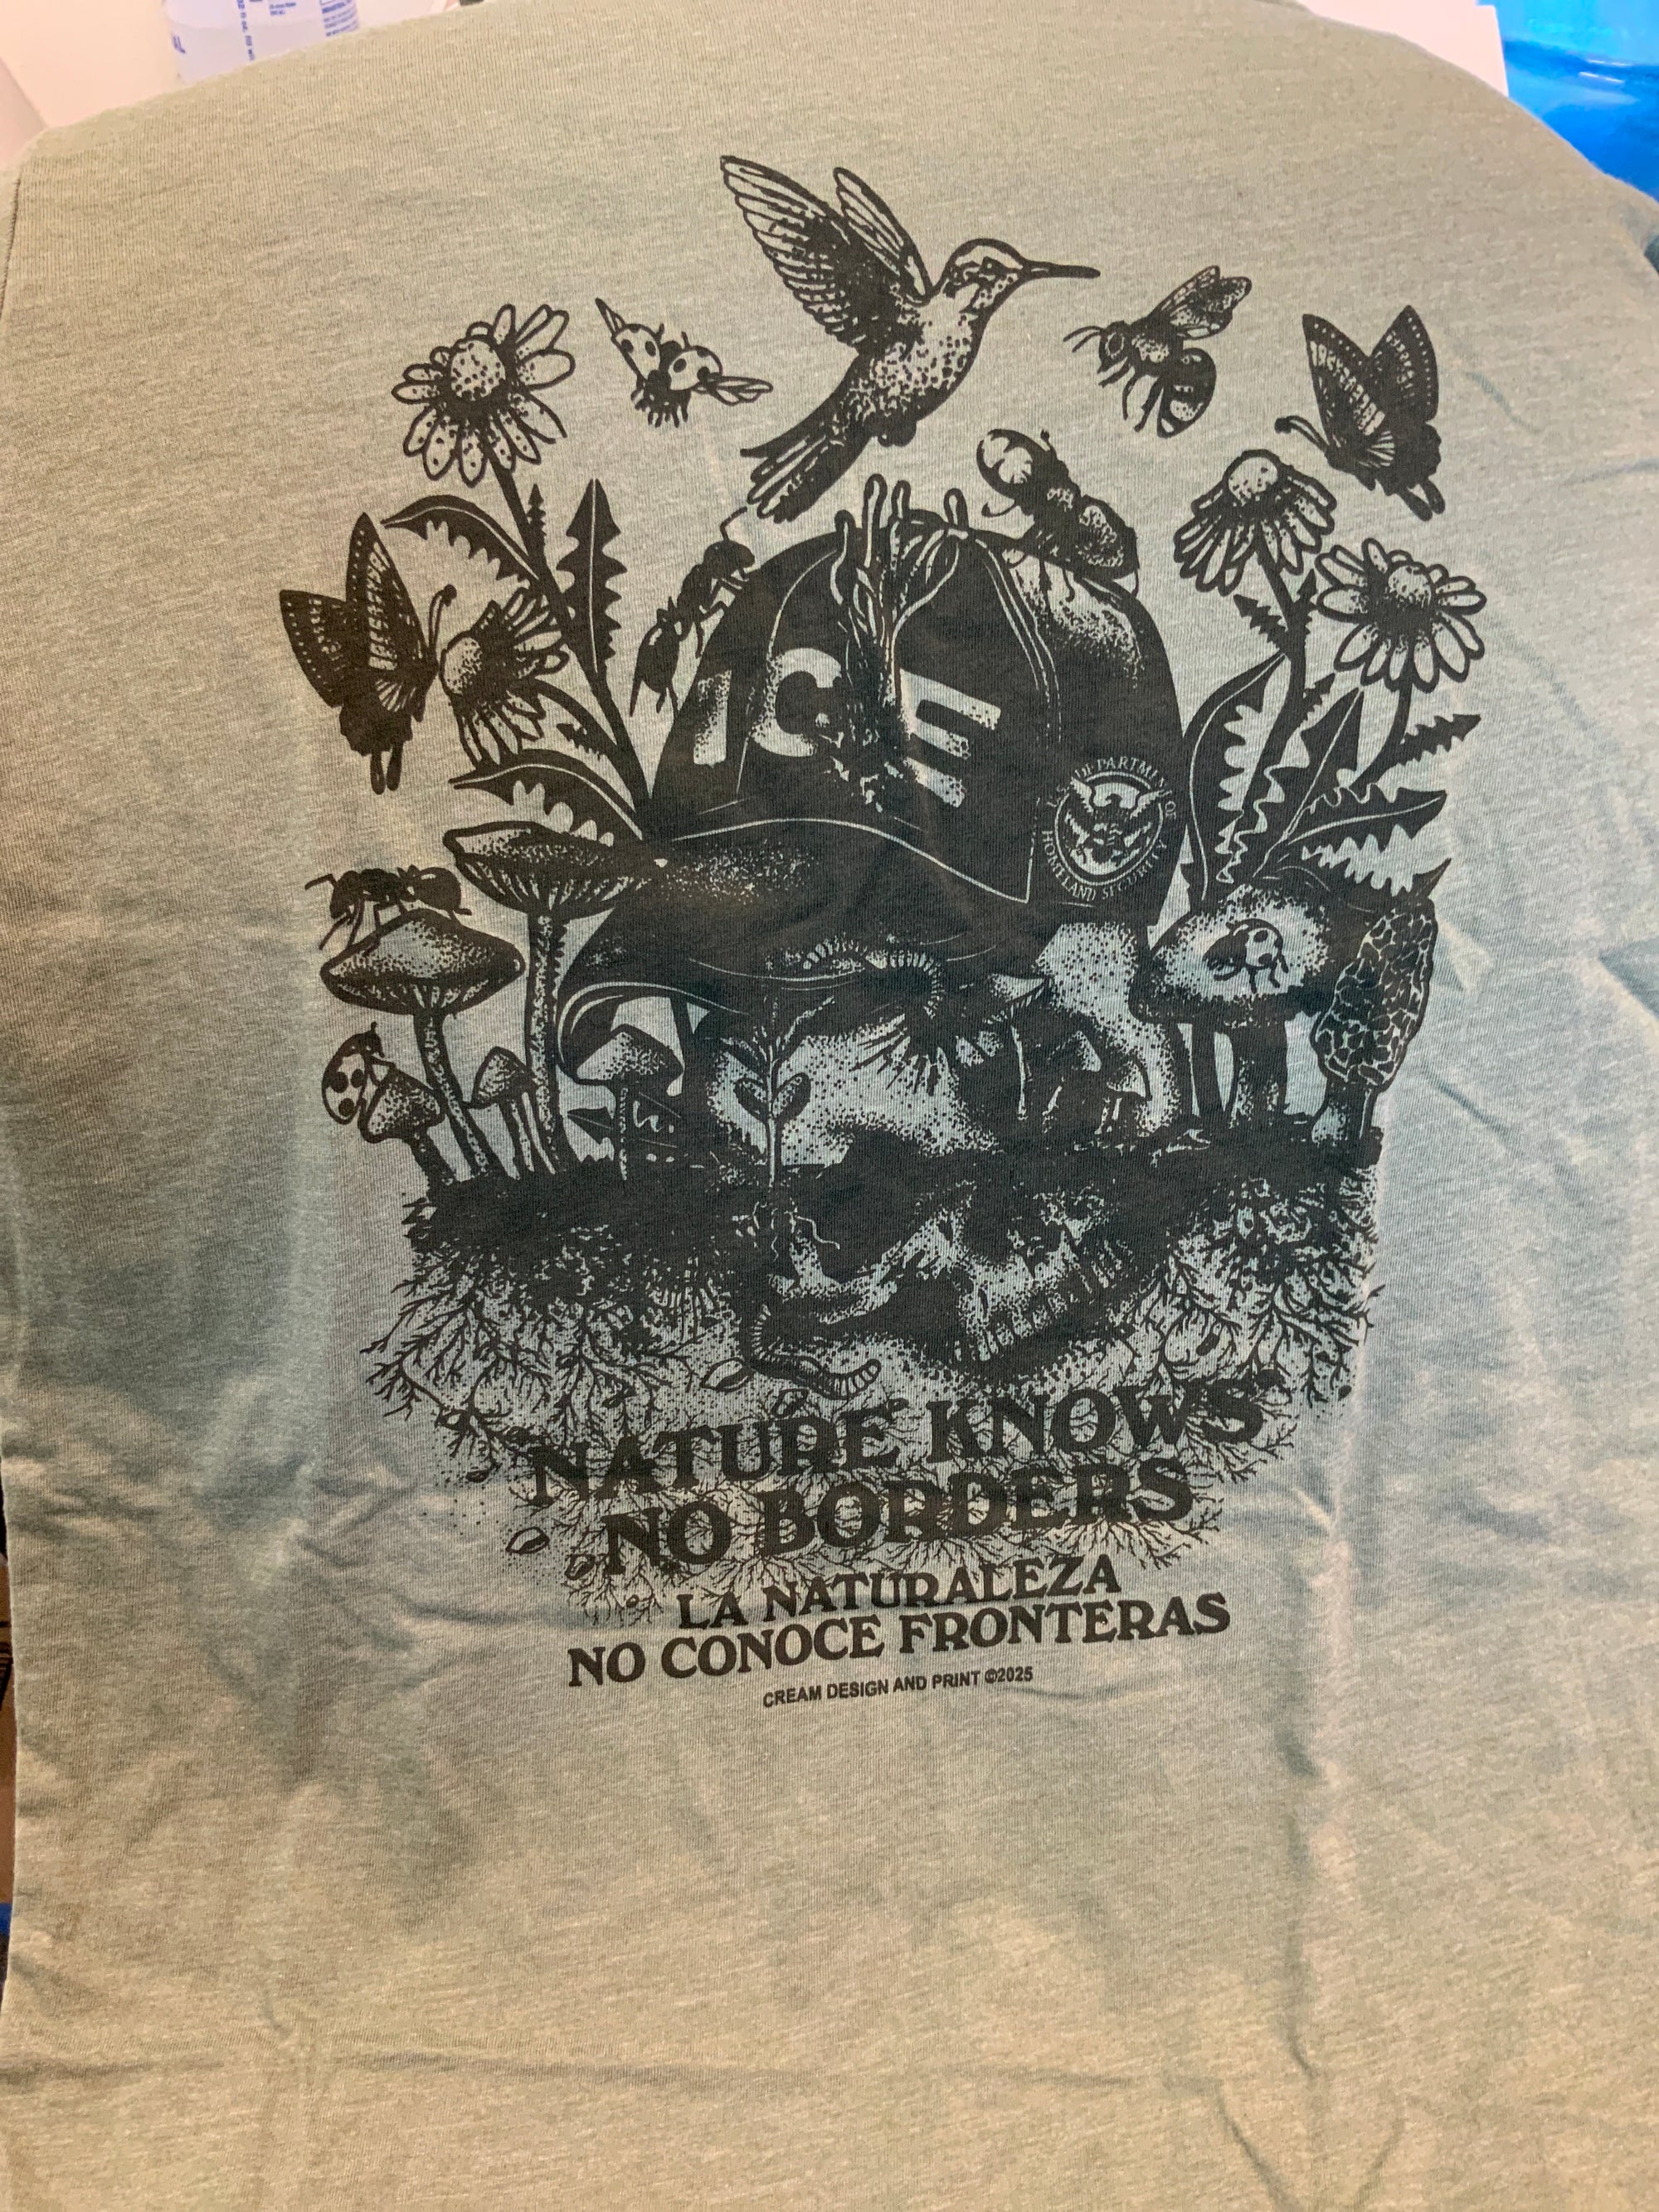 ICE
DEPARTMENT OF
HOMELAND SECURITY
NATURE KNOWS
NO BORDERS
LA NATURALEZA
NO CONOCE FRONTERAS
CREAM DESIGN AND PRINT ©2025